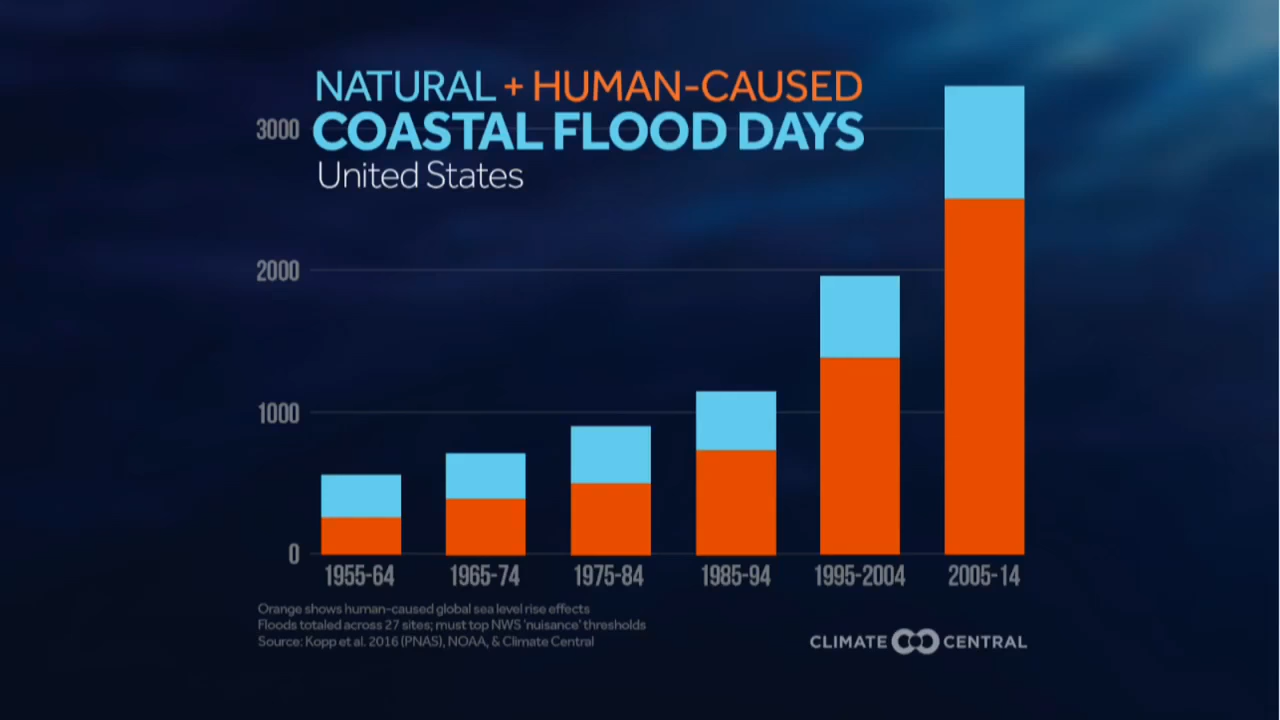 NATURAL + HUMAN-CAUSED
COASTAL FLOOD DAYS
United States
3000
2000
1000
0
1955-64
1965-74
1975-84
1985-94
1995-2004
2005-14
Orange shows human-caused global sea level rise effects
Floods totaled across 27 sites; must top NWS 'nuisance' thresholds
Source: Kopp et al. 2016 (PNAS), NOAA, & Climate Central
CLIMATE CENTRAL